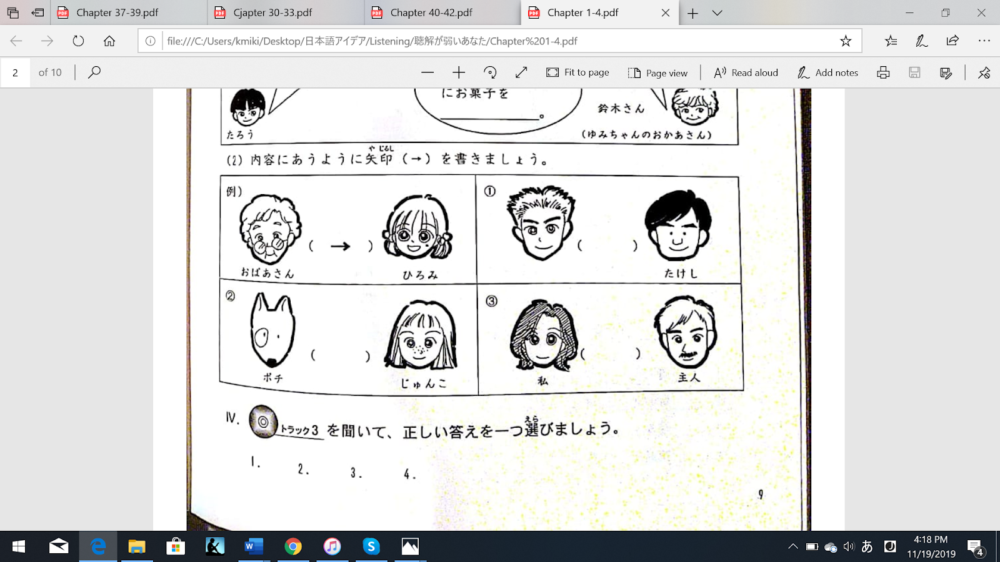 Chapter 37-39.pdf
Cjapter 30-33.pdf
Chapter 40-42.pdf
Chapter 1-4.pdf
file:///C:/Users/kmiki/Desktop/日本語アイデア/Listening/聴解が弱いあなた/Chapter%201-4.pdf
2 of 10
Fit to page
Page view
Read aloud
Add notes
にお菓子を
。
鈴木さん
たろう
(ゆみちゃんのおかあさん)
や じるし
(2) 内容にあうように矢印 (→) を書きましょう。
例)
①
( → )
( )
おばあさん
ひろみ
たけし
②
③
( )
( )
ポチ
じゅんこ
私
主人
えら
IV. トラック3 を聞いて、正しい答えを一つ選びましょう。
1. 2. 3. 4.
9
あ
4:18 PM
11/19/2019
4